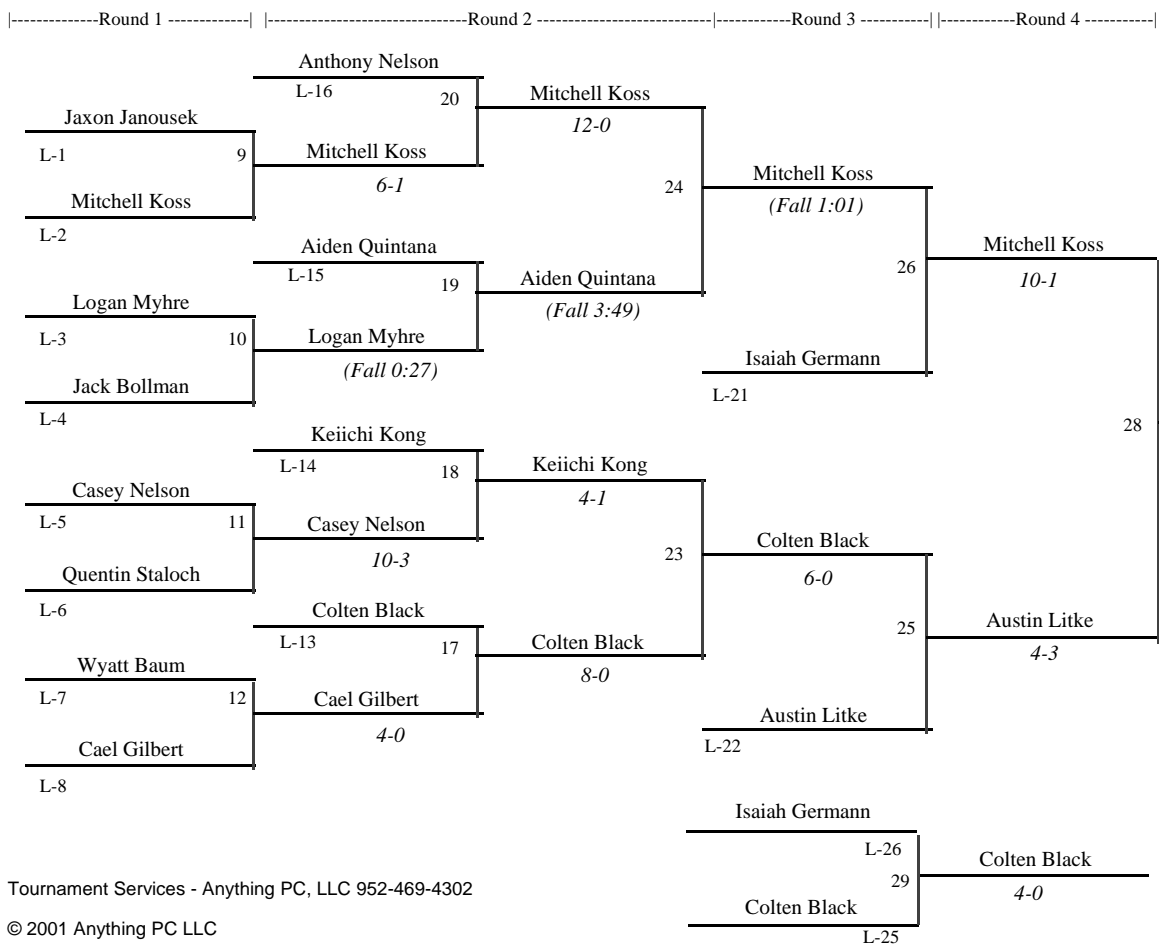 |-------------Round 1 -------------| |-----------------------------Round 2 -------------------------|-----------Round 3 -----------| |-----------Round 4 -----------|
Anthony Nelson
L-16
20
Mitchell Koss
12-0
Jaxon Janousek
L-1
9
Mitchell Koss
6-1
Mitchell Koss
L-2
24
Mitchell Koss
(Fall 1:01)
Aiden Quintana
L-15
19
Aiden Quintana
(Fall 3:49)
Logan Myhre
L-3
10
Logan Myhre
(Fall 0:27)
Jack Bollman
L-4
26
Mitchell Koss
10-1
Isaiah Germann
L-21
28
Keiichi Kong
L-14
18
Keiichi Kong
4-1
Casey Nelson
L-5
11
Casey Nelson
10-3
Quentin Staloch
L-6
23
Colten Black
6-0
Colten Black
L-13
17
Colten Black
8-0
Wyatt Baum
L-7
12
Cael Gilbert
4-0
Cael Gilbert
L-8
25
Austin Litke
4-3
Austin Litke
L-22
Isaiah Germann
L-26
29
Colten Black
4-0
Colten Black
L-25
Tournament Services - Anything PC, LLC 952-469-4302
© 2001 Anything PC LLC